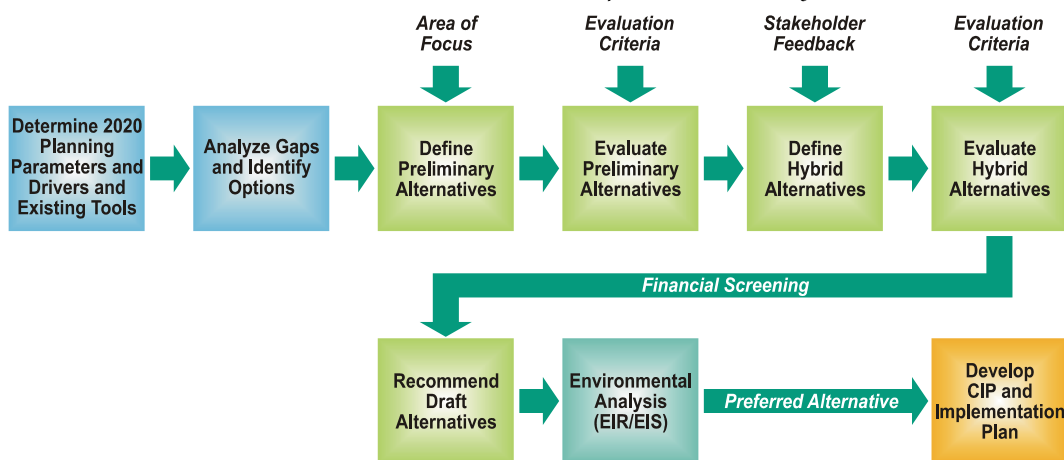 Area of
Focus
Evaluation
Criteria
Stakeholder
Feedback
Evaluation
Criteria
Determine 2020
Planning
Parameters and
Drivers and
Existing Tools
Analyze Gaps
and Identify
Options
Define
Preliminary
Alternatives
Evaluate
Preliminary
Alternatives
Define
Hybrid
Alternatives
Evaluate
Hybrid
Alternatives
Financial Screening
Recommend
Draft
Alternatives
Environmental
Analysis
(EIR/EIS)
Preferred Alternative
Develop
CIP and
Implementation
Plan